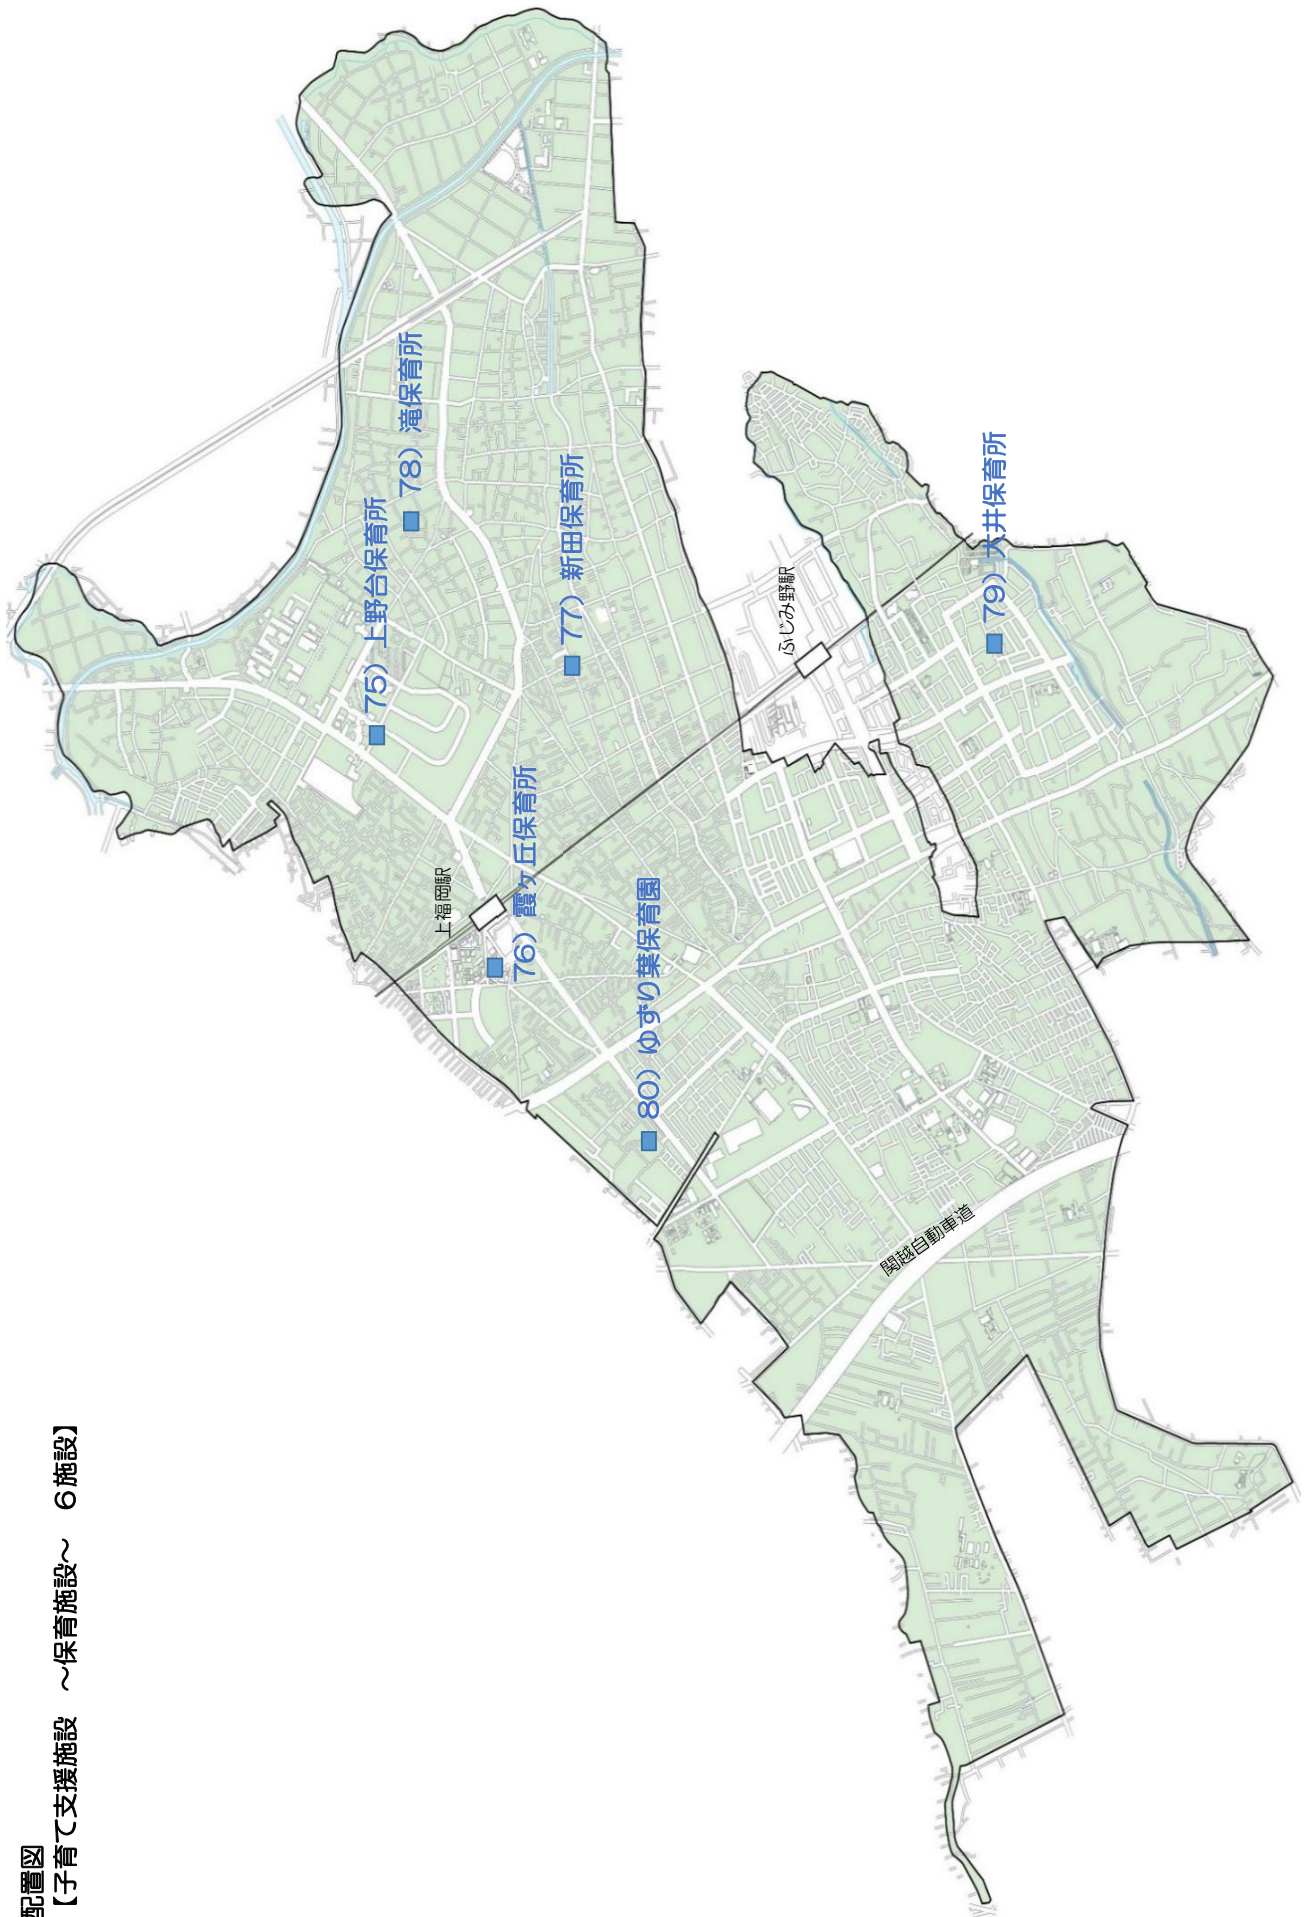 配置図
【子育て支援施設　～保育施設～　６施設】
75）上野台保育所
78）滝保育所
77）新田保育所
76）霞ヶ丘保育所
80）ゆずり葉保育園
79）大井保育所
上福岡駅
ふじみ野駅
関越自動車道